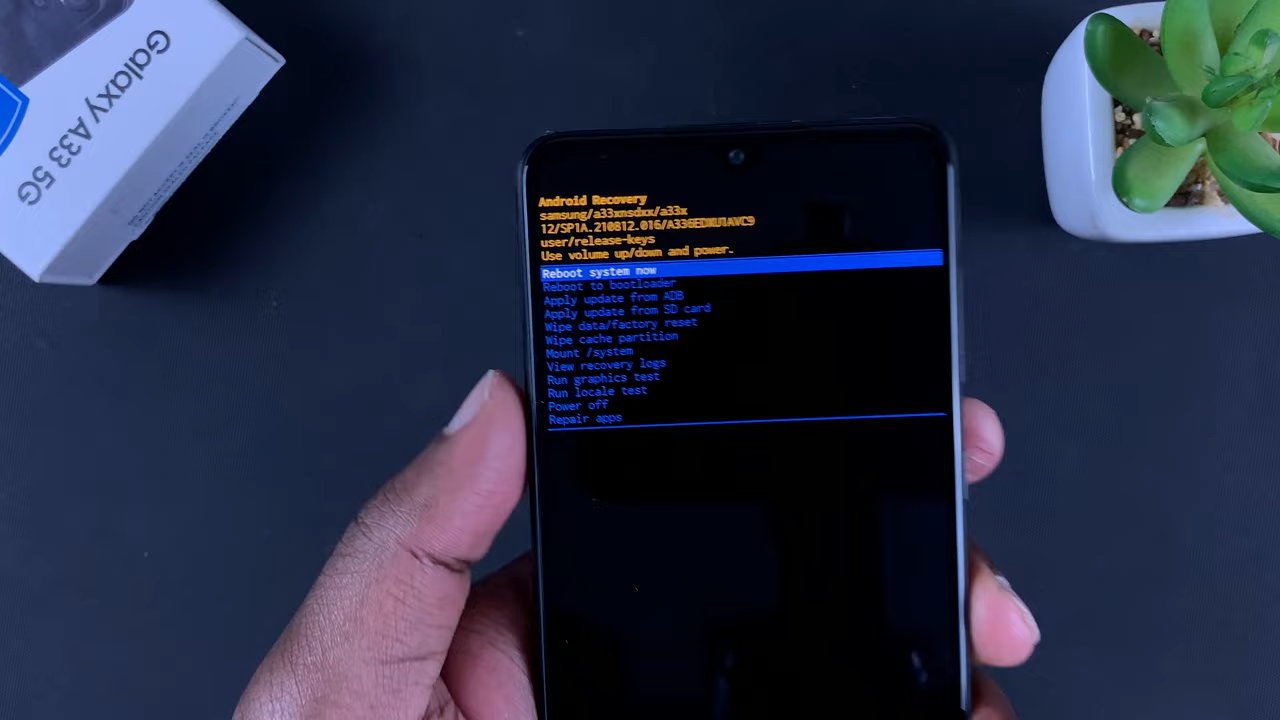 Galaxy A33 5G
Android Recovery
samsung/a33xnsdxx/a33x
12/SP1A.210812.016/A336EDXU1AVC9
user/release-keys
Use volume up/down and power.
Reboot system now
Reboot to bootloader
Apply update from ADB
Apply update from SD card
Wipe data/factory reset
Wipe cache partition
Mount /system
View recovery logs
Run graphics test
Run locale test
Power off
Repair apps